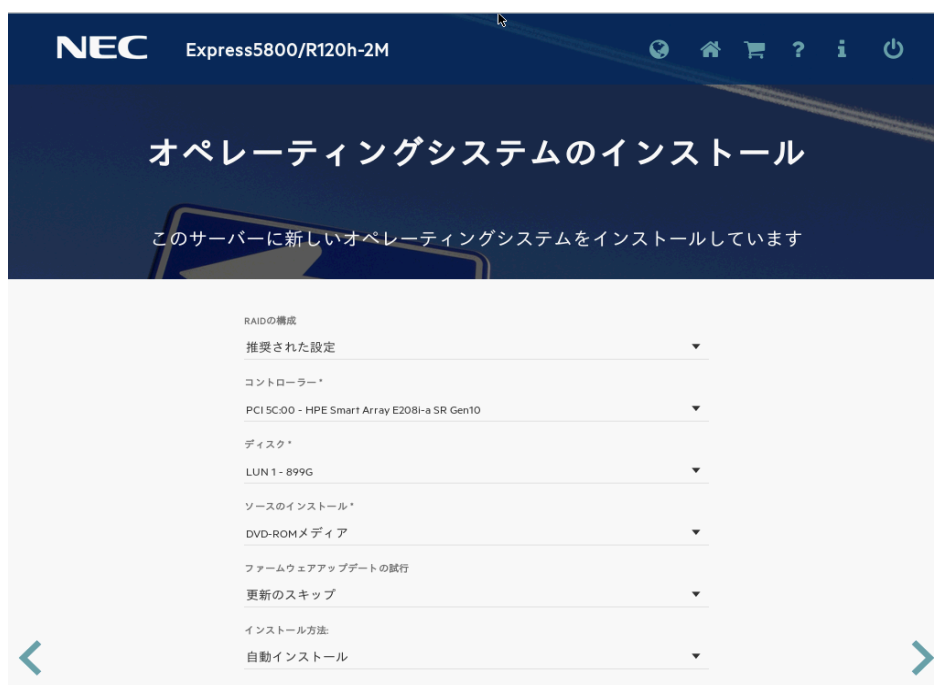 NEC
Express5800/R120h-2M
オペレーティングシステムのインストール
このサーバーに新しいオペレーティングシステムをインストールしています
RAIDの構成
推奨された設定
コントローラー*
PCI 5C:00 - HPE Smart Array E208i-a SR Gen10
ディスク*
LUN 1 - 899G
ソースのインストール*
DVD-ROMメディア
ファームウェアアップデートの試行
更新のスキップ
インストール方法:
自動インストール